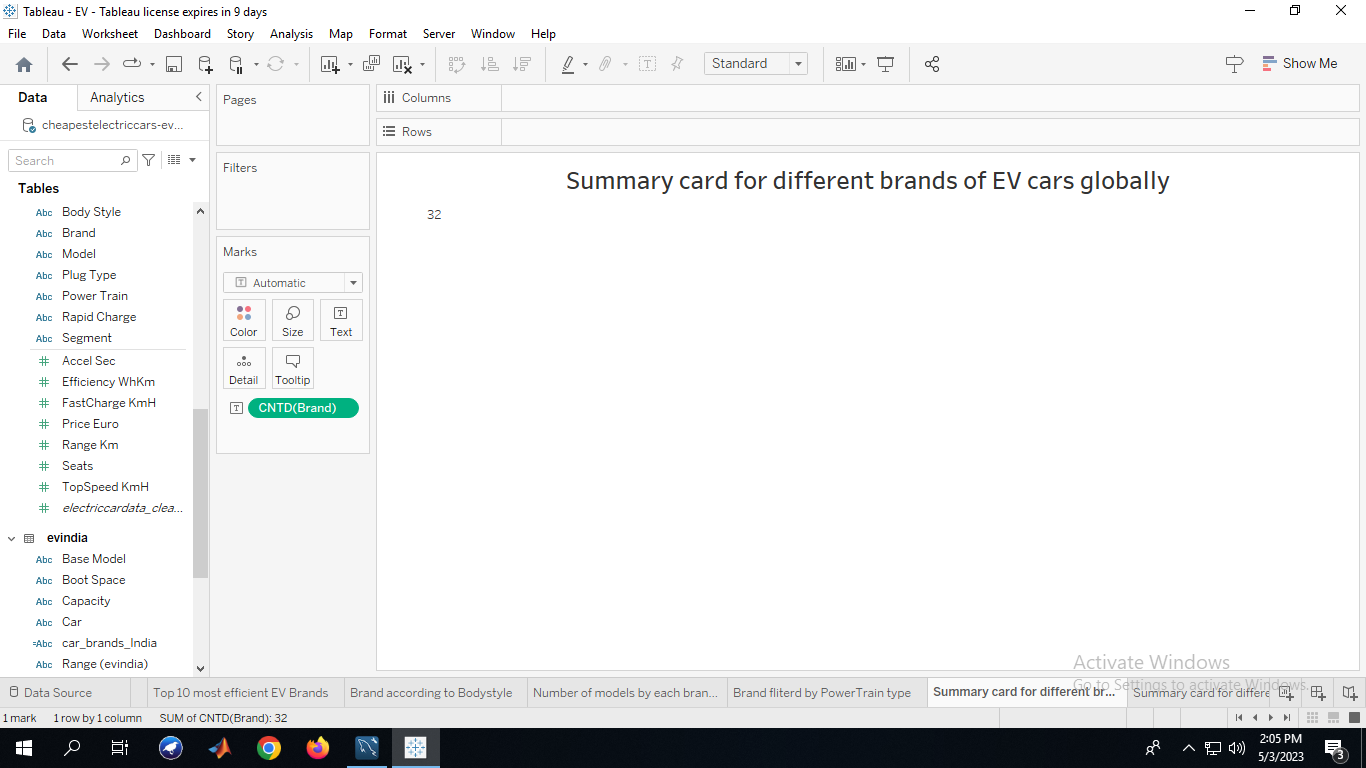 Tableau - EV - Tableau license expires in 9 days
File Data Worksheet Dashboard Story Analysis Map Format Server Window Help
Standard
Show Me
Data Analytics
cheapestelectriccars-ev...
Search
Tables
Abc Body Style
Abc Brand
Abc Model
Abc Plug Type
Abc Power Train
Abc Rapid Charge
Abc Segment
# Accel Sec
# Efficiency WhKm
# FastCharge KmH
# Price Euro
# Range Km
# Seats
# TopSpeed KmH
# electriccardata_clea...
evindia
Abc Base Model
Abc Boot Space
Abc Capacity
Abc Car
=Abc car_brands_India
Abc Range (evindia)
Pages
Filters
Marks
T Automatic
Color Size Text
Detail Tooltip
T CNTD(Brand)
Columns
Rows
Summary card for different brands of EV cars globally
32
Activate Windows
Go to Settings to activate Windows.
Data Source Top 10 most efficient EV Brands Brand according to Bodystyle Number of models by each bran... Brand fliterd by PowerTrain type Summary card for different br... Summary card for differe
1 mark 1 row by 1 column SUM of CNTD(Brand): 32
2:05 PM
5/3/2023
3